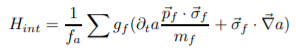 H_{int} = \frac{1}{f_a} \sum g_f (\partial_t a \frac{\vec{p}_f \cdot \vec{\sigma}_f}{m_f} + \vec{\sigma}_f \cdot \vec{\nabla} a)